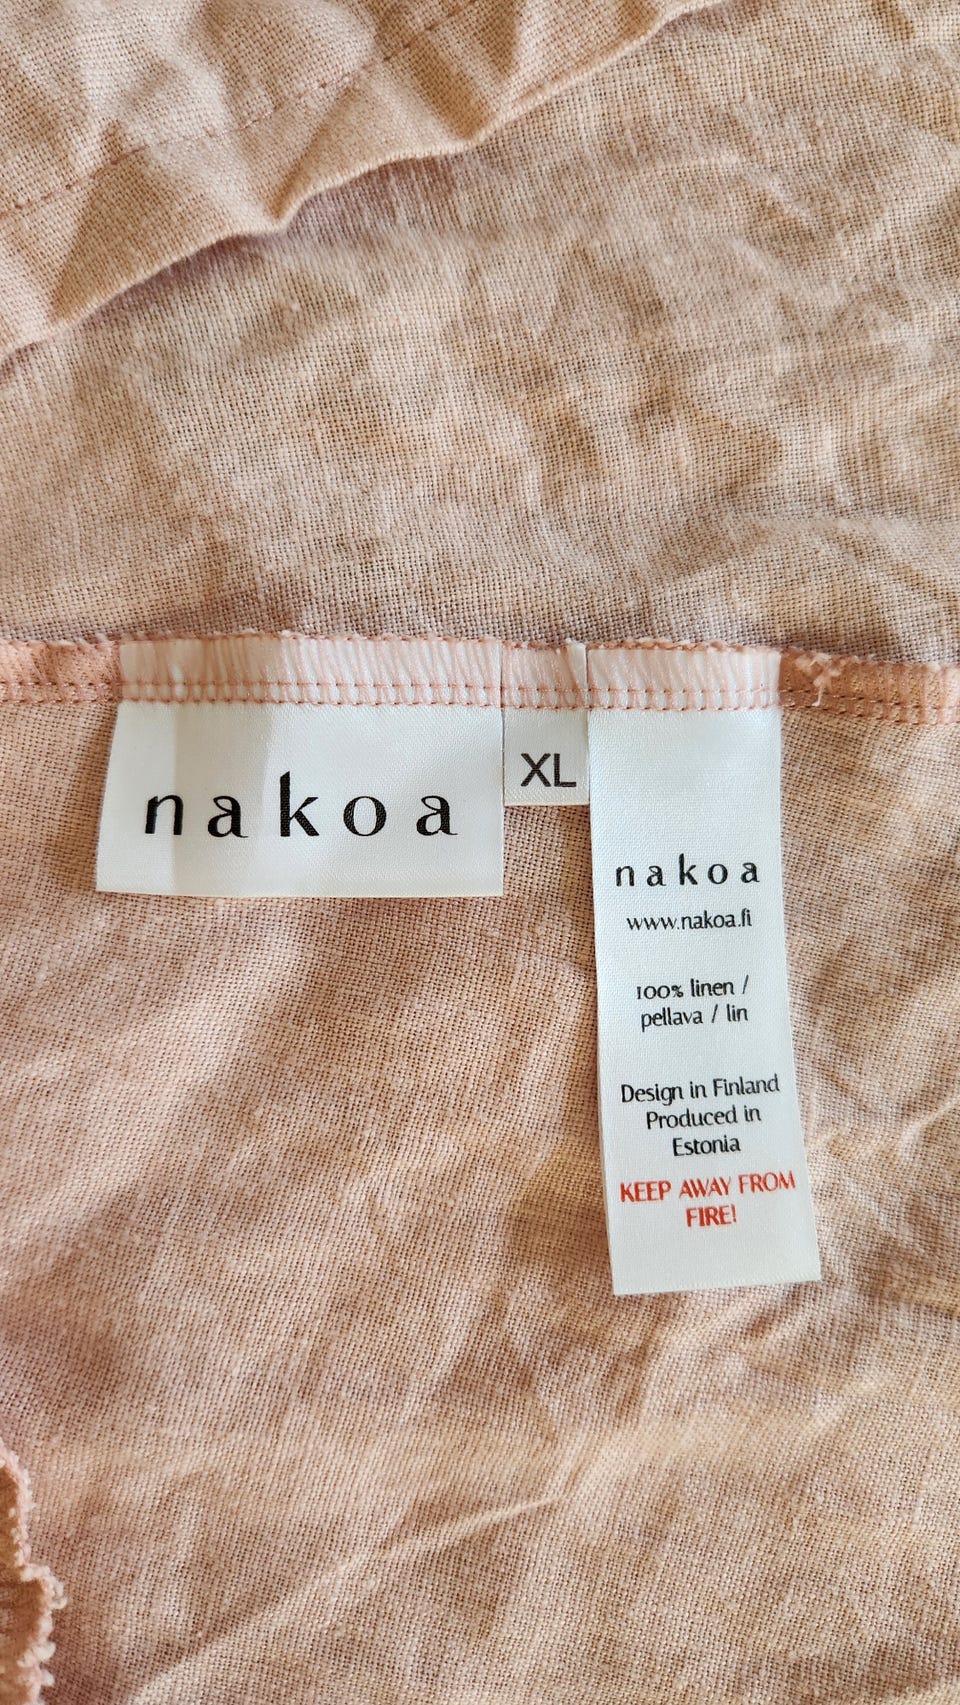 nakoa
XL
nakoa
www.nakoa.fi
100% linen /
pellava / lin
Design in Finland
Produced in
Estonia
KEEP AWAY FROM
FIRE!